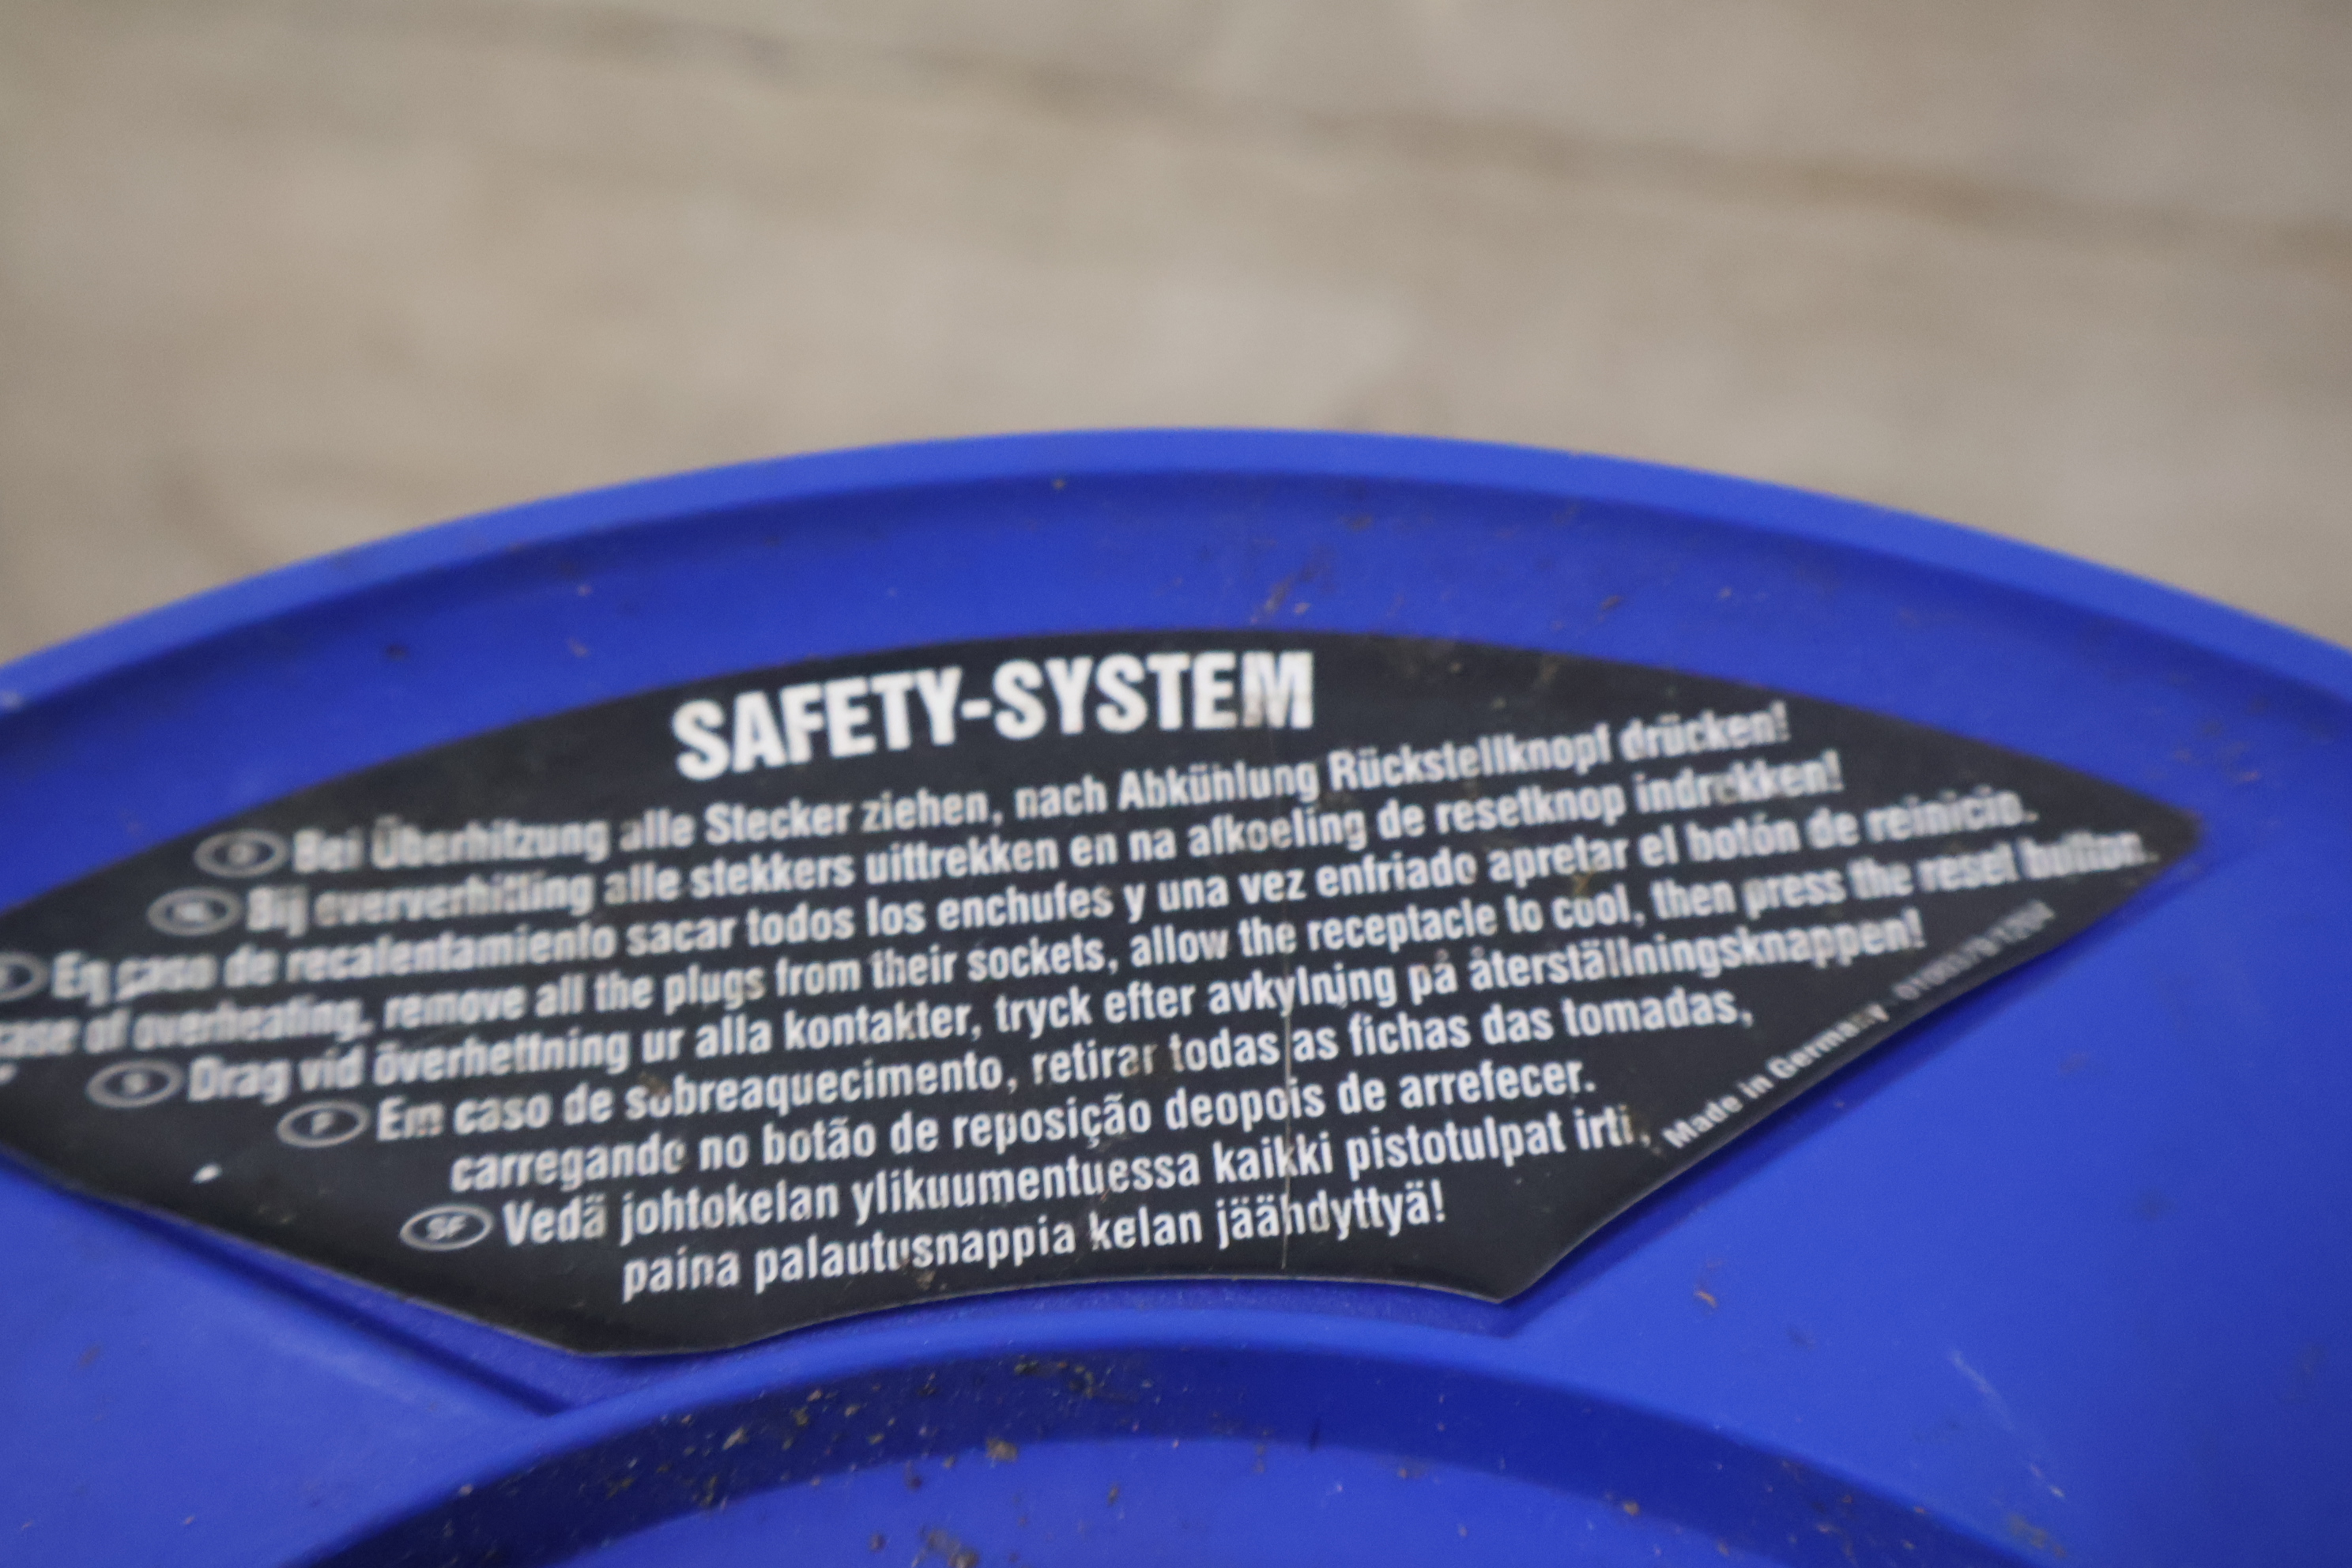 SAFETY-SYSTEM
D Bei Überhitzung alle Stecker ziehen, nach Abkühlung Rückstellknopf drücken!
NL Bij oververhitting alle stekkers uittrekken en na afkoeling de resetknop indrukken!
En caso de recalentamiento sacar todos los enchufes y una vez enfriado apretar el botón de reinicio.
case of overheating, remove all the plugs from their sockets, allow the receptacle to cool, then press the reset button.
S Drag vid överhettning ur alla kontakter, tryck efter avkylning på återställningsknappen!
P Em caso de sobreaquecimento, retirar todas as fichas das tomadas,
carregando no botão de reposição deopois de arrefecer.
SF Vedä johtokelan ylikuumentuessa kaikki pistotulpat irti,
paina palautusnappia kelan jäähdyttyä!
Made in Germany